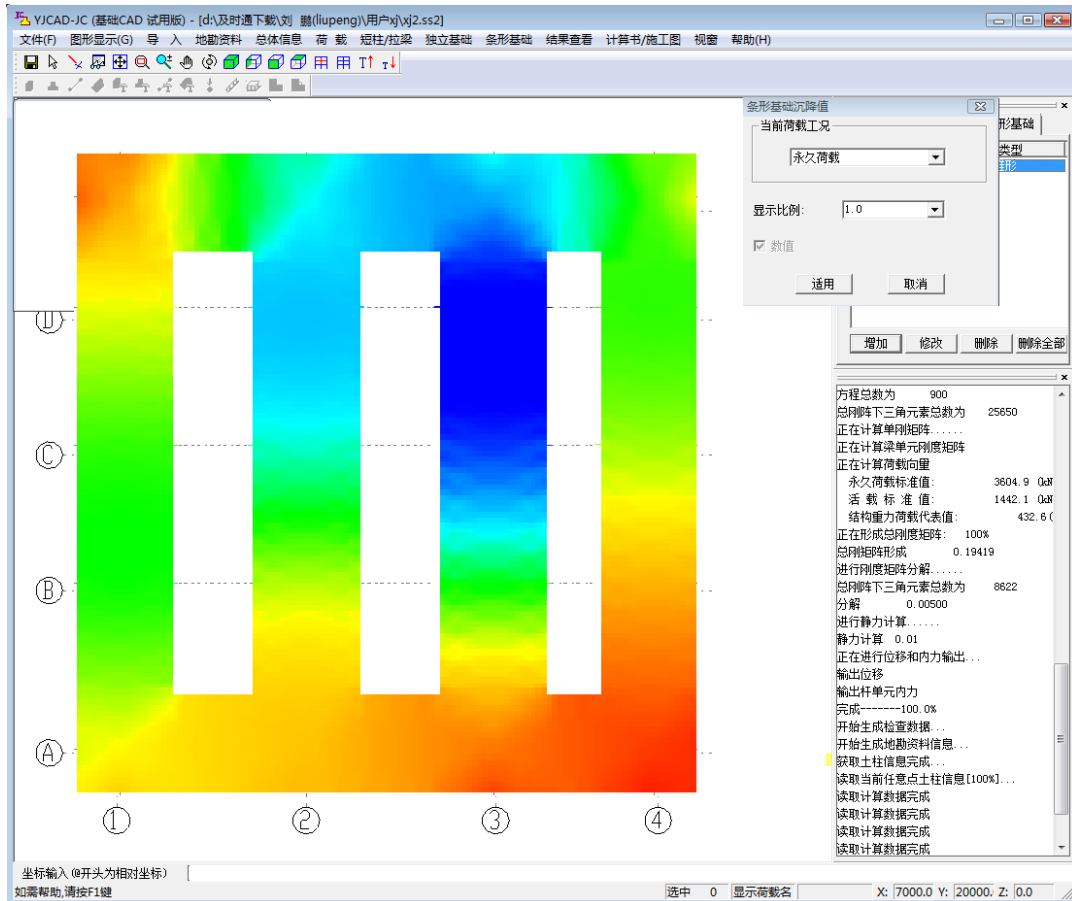 YJCAD-JC (基础CAD 试用版) - [d:\及时通下载\刘 鹏(liupeng)\用户xj\xj2.ss2]
文件(F) 图形显示(G) 导 入 地勘资料 总体信息 荷 载 短柱/拉梁 独立基础 条形基础 结果查看 计算书/施工图 视窗 帮助(H)
T↑ T↓
条形基础沉降值
当前荷载工况
永久荷载
显示比例: 1.0
数值
适用 取消
形基础
类型
增加 修改 删除 删除全部
D
C
B
A
1 2 3 4
方程总数为 900
总刚阵下三角元素总数为 25650
正在计算单刚矩阵......
正在计算梁单元刚度矩阵
正在计算荷载向量
永久荷载标准值: 3604.9 (kN
活 载 标 准 值: 1442.1 (kN
结构重力荷载代表值: 432.6(
正在形成总刚度矩阵: 100%
总刚矩阵形成 0.19419
进行刚度矩阵分解......
总刚阵下三角元素总数为 8622
分解 0.00500
进行静力计算......
静力计算 0.01
正在进行位移和内力输出...
输出位移
输出杆单元内力
完成-------100.0%
开始生成检查数据...
开始生成地勘资料信息...
获取土柱信息完成...
读取当前任意点土柱信息[100%]...
读取计算数据完成
读取计算数据完成
读取计算数据完成
读取计算数据完成
坐标输入(@开头为相对坐标)
如需帮助,请按F1键
选中 0 显示荷载名 X: 7000.0 Y: 20000. Z: 0.0